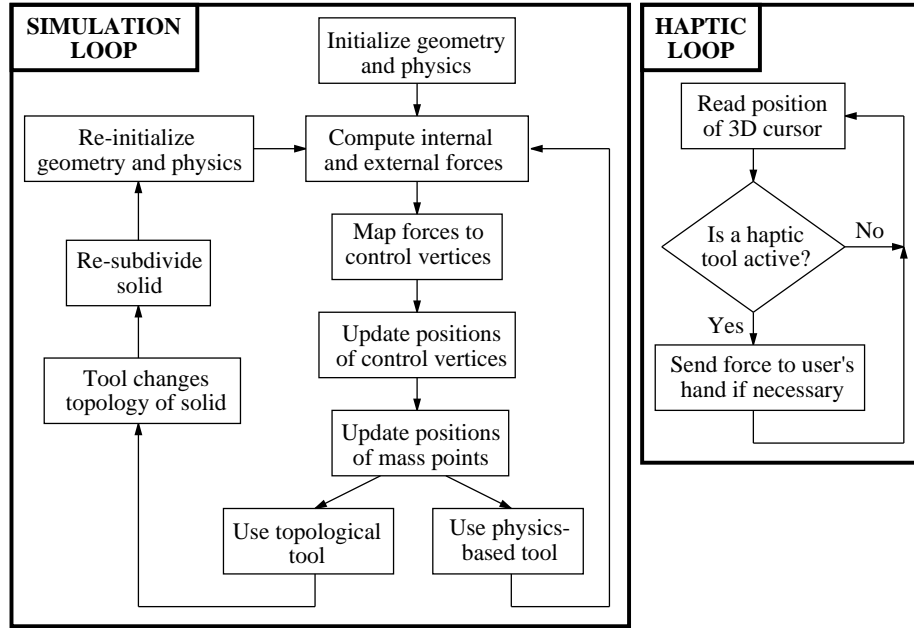 SIMULATION
LOOP
Initialize geometry
and physics
Re-initialize
geometry and physics
Compute internal
and external forces
Map forces to
control vertices
Re-subdivide
solid
Update positions
of control vertices
Tool changes
topology of solid
Update positions
of mass points
Use topological
tool
Use physics-
based tool
HAPTIC
LOOP
Read position
of 3D cursor
Is a haptic
tool active?
No
Yes
Send force to user's
hand if necessary